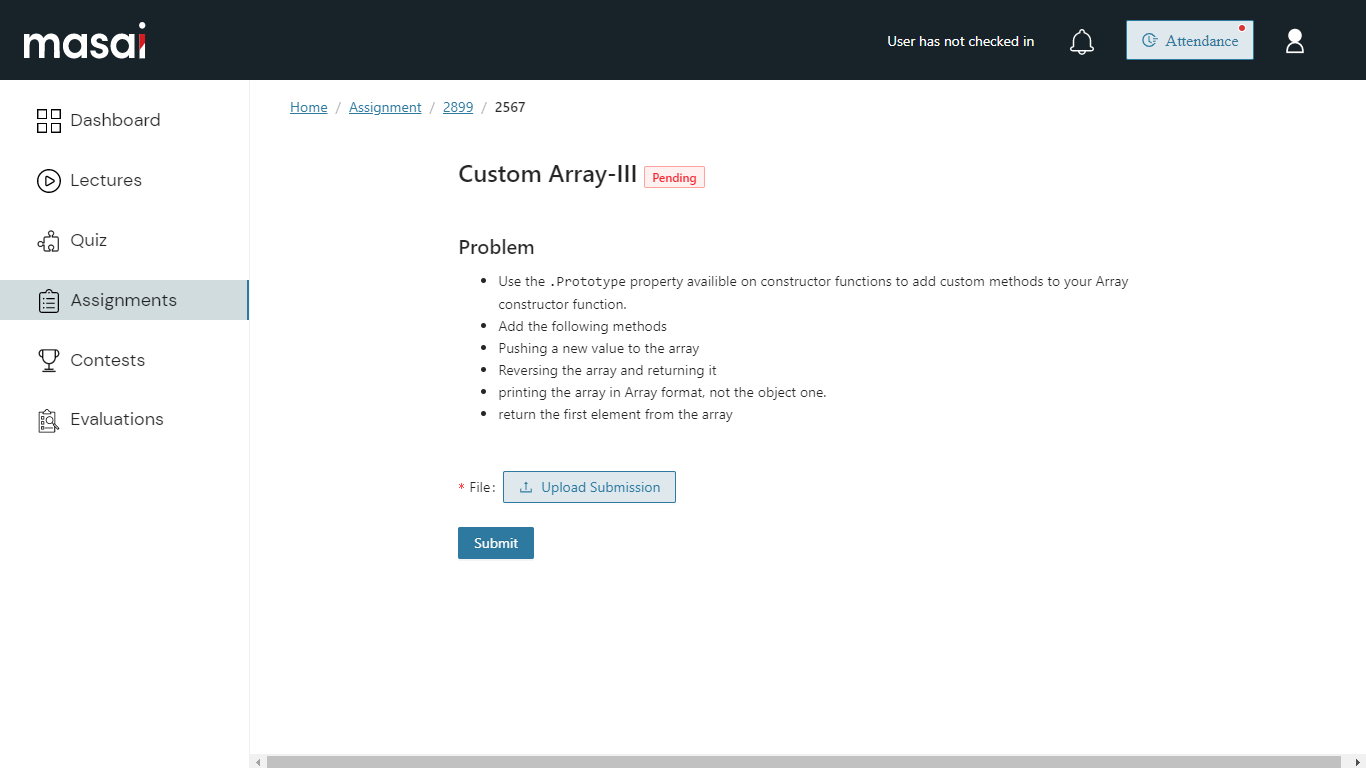 masai
User has not checked in
Attendance
Dashboard
Lectures
Quiz
Assignments
Contests
Evaluations
Home / Assignment / 2899 / 2567
Custom Array-III Pending
Problem
• Use the .Prototype property availible on constructor functions to add custom methods to your Array
constructor function.
• Add the following methods
• Pushing a new value to the array
• Reversing the array and returning it
• printing the array in Array format, not the object one.
• return the first element from the array
* File: Upload Submission
Submit